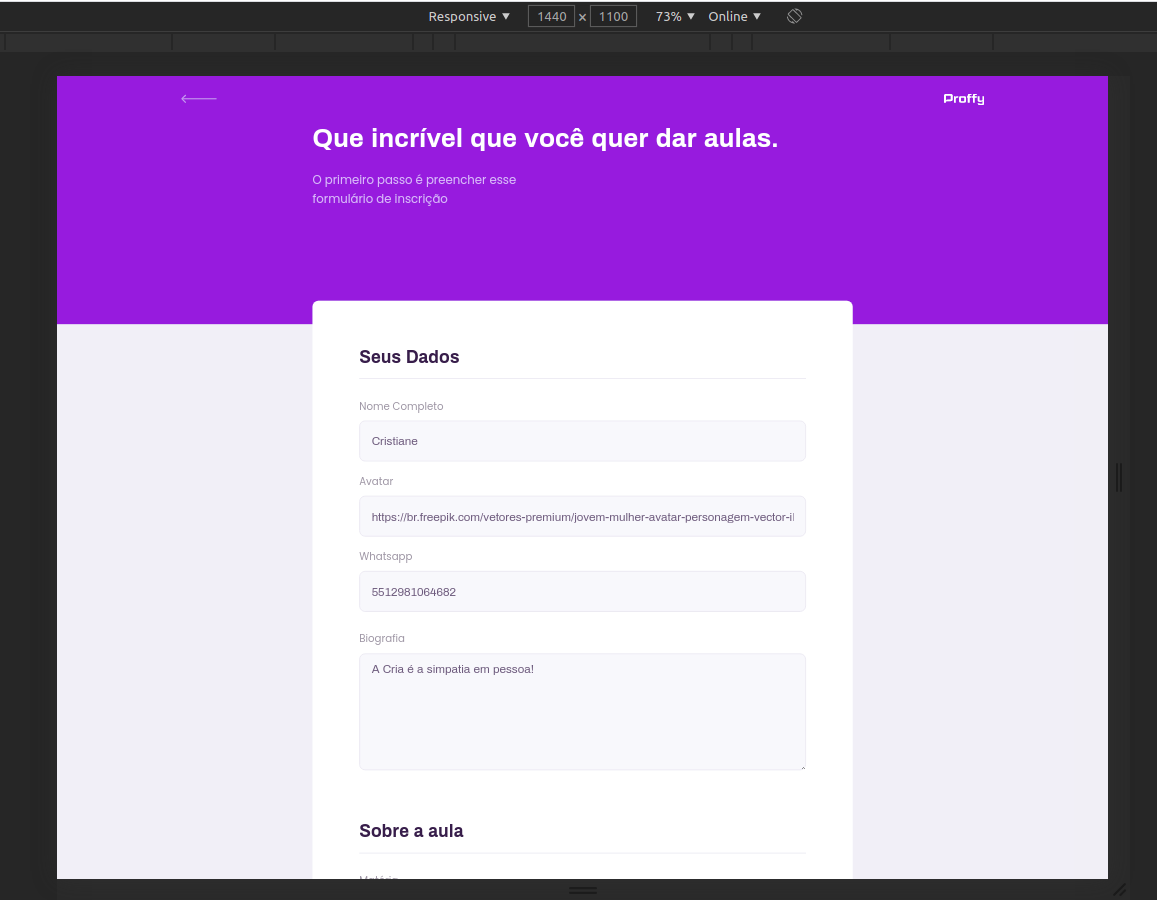 Responsive ▼ 1440 × 1100 73% ▼ Online ▼
Proffy
Que incrível que você quer dar aulas.
O primeiro passo é preencher esse
formulário de inscrição
Seus Dados
Nome Completo
Cristiane
Avatar
https://br.freepik.com/vetores-premium/jovem-mulher-avatar-personagem-vector-il
Whatsapp
5512981064682
Biografia
A Cria é a simpatia em pessoa!
Sobre a aula